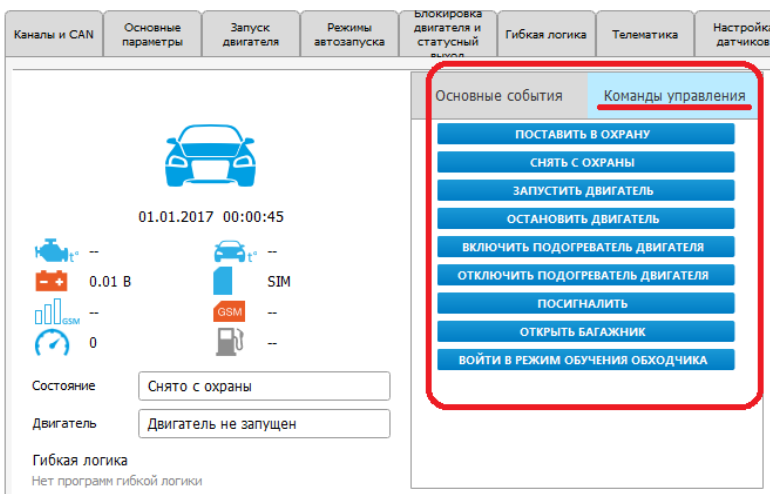 Каналы и CAN
Основные
параметры
Запуск
двигателя
Режимы
автозапуска
Блокировка
двигателя и
статусный
выход
Гибкая логика
Телематика
Настройка
датчиков
Основные события
Команды управления
ПОСТАВИТЬ В ОХРАНУ
СНЯТЬ С ОХРАНЫ
ЗАПУСТИТЬ ДВИГАТЕЛЬ
ОСТАНОВИТЬ ДВИГАТЕЛЬ
ВКЛЮЧИТЬ ПОДОГРЕВАТЕЛЬ ДВИГАТЕЛЯ
ОТКЛЮЧИТЬ ПОДОГРЕВАТЕЛЬ ДВИГАТЕЛЯ
ПОСИГНАЛИТЬ
ОТКРЫТЬ БАГАЖНИК
ВОЙТИ В РЕЖИМ ОБУЧЕНИЯ ОБХОДЧИКА
01.01.2017 00:00:45
t° -- t° --
0.01 В SIM
GSM -- GSM --
0 --
Состояние Снято с охраны
Двигатель Двигатель не запущен
Гибкая логика
Нет программ гибкой логики